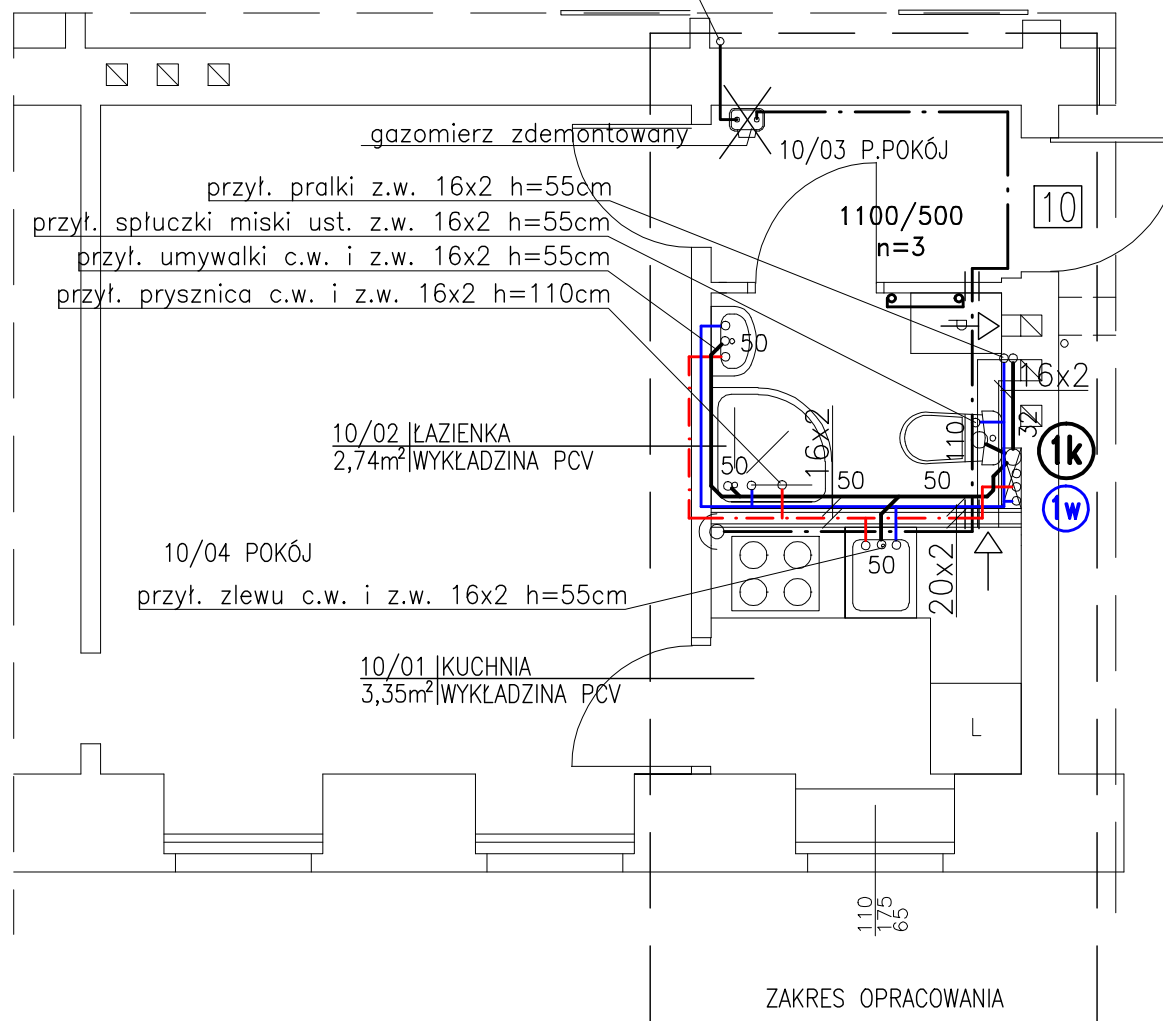 gazomierz zdemontowany
10/03 P.POKÓJ
przył. pralki z.w. 16x2 h=55cm
10
przył. spłuczki miski ust. z.w. 16x2 h=55cm
1100/500
n=3
przył. umywalki c.w. i z.w. 16x2 h=55cm
przył. prysznica c.w. i z.w. 16x2 h=110cm
P
50
16x2
10/02 ŁAZIENKA
2,74m² WYKŁADZINA PCV
16x2
110
32
1k
50
50
50
1w
10/04 POKÓJ
50
20x2
przył. zlewu c.w. i z.w. 16x2 h=55cm
10/01 KUCHNIA
3,35m² WYKŁADZINA PCV
L
110
175
65
ZAKRES OPRACOWANIA